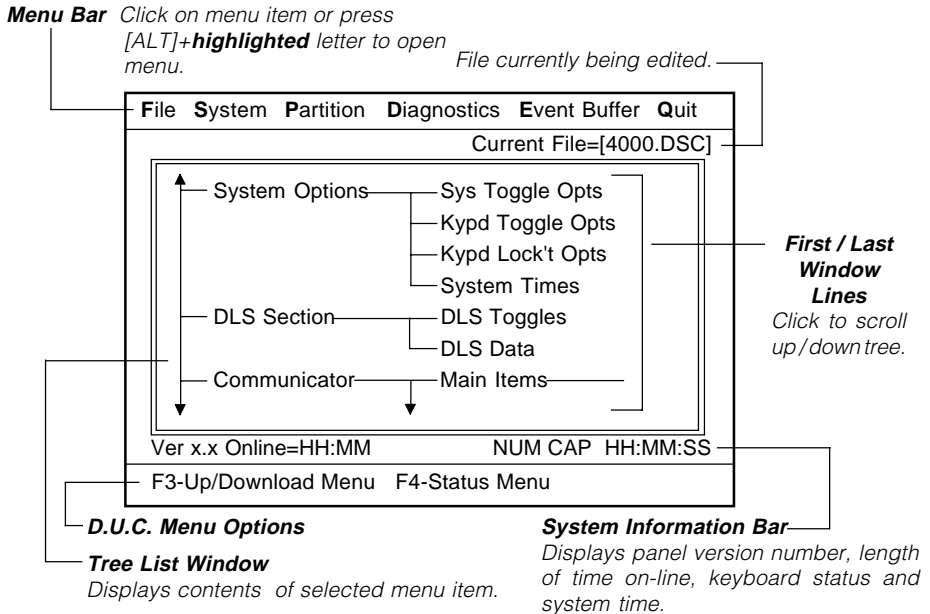 Menu Bar Click on menu item or press
[ALT]+highlighted letter to open
menu.
File currently being edited.
File System Partition Diagnostics Event Buffer Quit
Current File=[4000.DSC]
System Options Sys Toggle Opts
Kypd Toggle Opts
Kypd Lock't Opts
System Times
DLS Section DLS Toggles
DLS Data
Communicator Main Items
First / Last
Window
Lines
Click to scroll
up/down tree.
Ver x.x Online=HH:MM NUM CAP HH:MM:SS
F3-Up/Download Menu F4-Status Menu
D.U.C. Menu Options
Tree List Window
Displays contents of selected menu item.
System Information Bar
Displays panel version number, length
of time on-line, keyboard status and
system time.